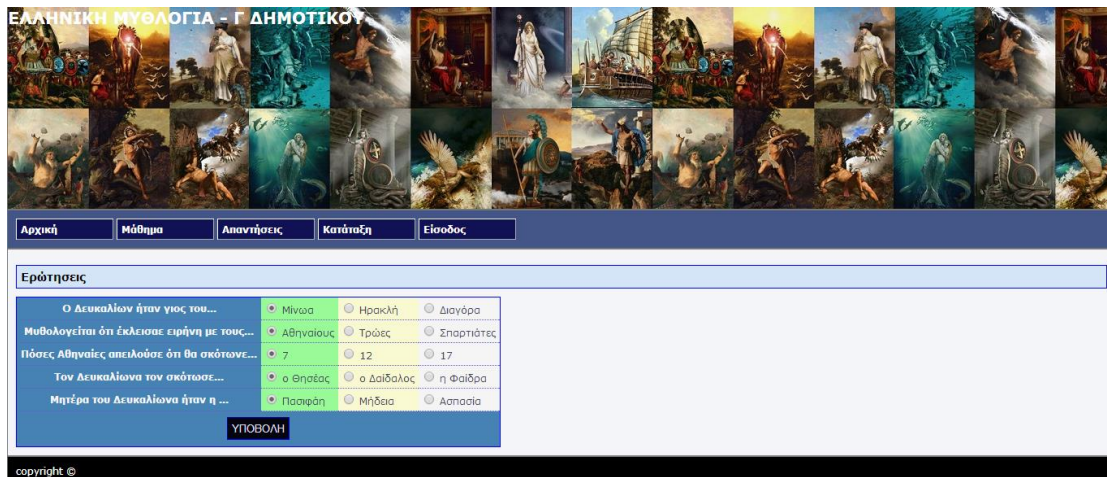 ΕΛΛΗΝΙΚΗ ΜΥΘΟΛΟΓΙΑ - Γ ΔΗΜΟΤΙΚΟΥ
Αρχική Μάθημα Απαντήσεις Κατάταξη Είσοδος
Ερώτησεις
Ο Δευκαλίων ήταν γιος του... Μίνωα Ηρακλή Διαγόρα
Μυθολογείται ότι έκλεισαε ειρήνη με τους... Αθηναίους Τρώες Σπαρτιάτες
Πόσες Αθηναίες απειλούσε ότι θα σκότωνε... 7 12 17
Τον Δευκαλίωνα τον σκότωσε... ο Θησέας ο Δαίδαλος η Φαίδρα
Μητέρα του Δευκαλίωνα ήταν η ... Πασιφάη Μήδεια Ασπασία
ΥΠΟΒΟΛΗ
copyright ©